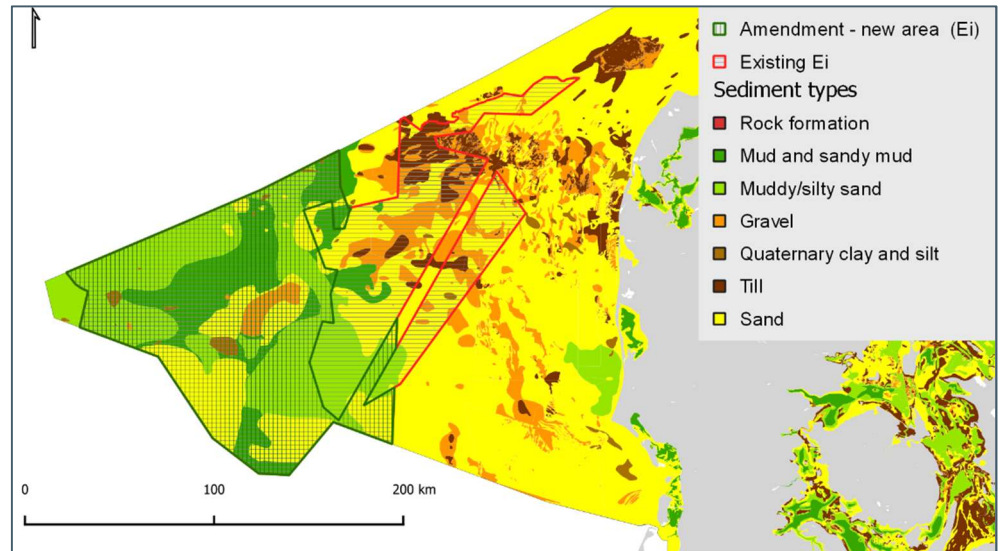 Amendment - new area (Ei)
Existing Ei
Sediment types
Rock formation
Mud and sandy mud
Muddy/silty sand
Gravel
Quaternary clay and silt
Till
Sand
0 100 200 km